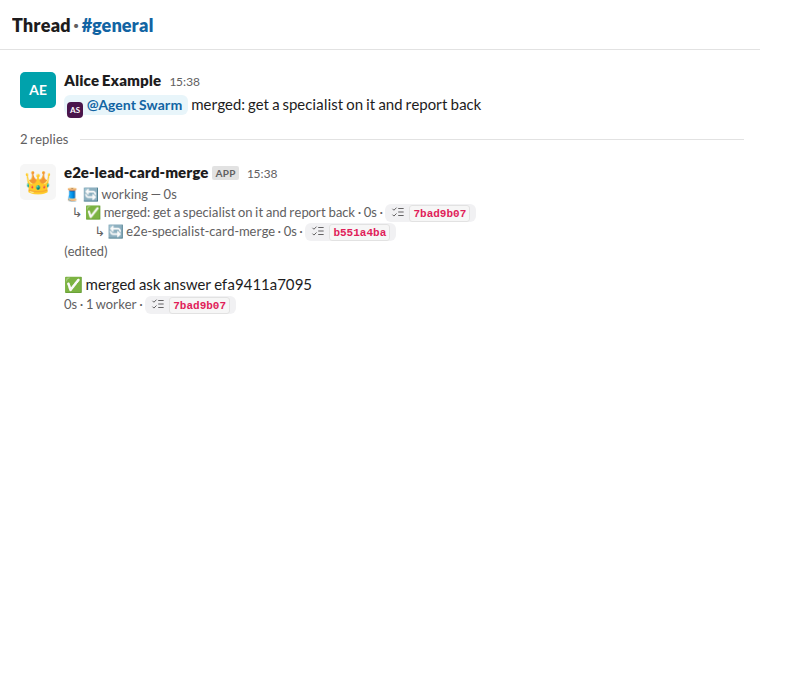 Thread • #general
AE
Alice Example 15:38
AS @Agent Swarm merged: get a specialist on it and report back
2 replies
e2e-lead-card-merge APP 15:38
working — 0s
↳ ✅ merged: get a specialist on it and report back · 0s · 7bad9b07
↳ e2e-specialist-card-merge · 0s · b551a4ba
(edited)
✅ merged ask answer efa9411a7095
0s · 1 worker · 7bad9b07